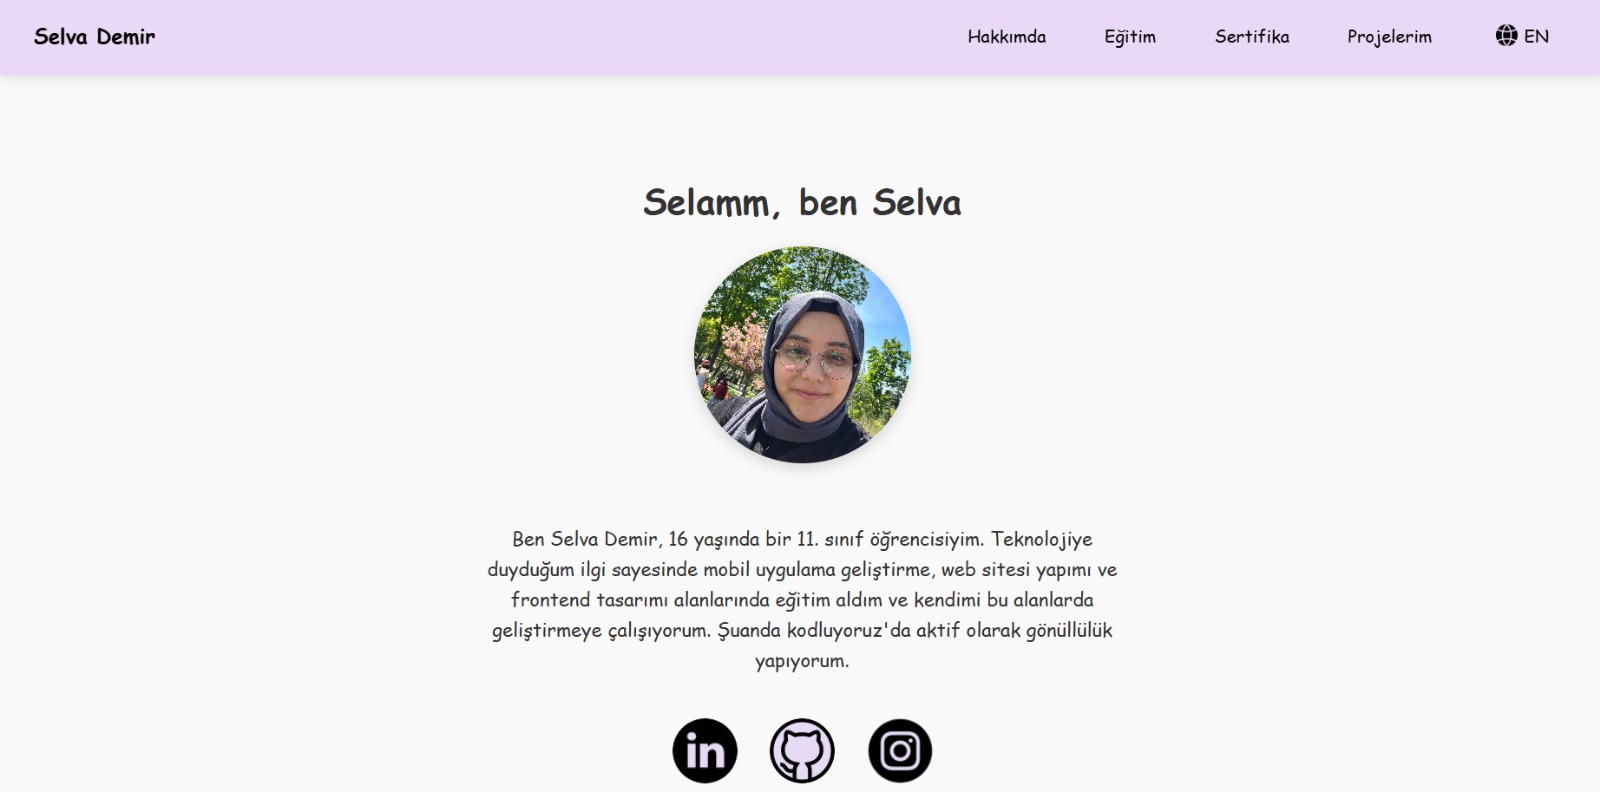 Selva Demir
Hakkımda
Eğitim
Sertifika
Projelerim
EN
Selamm, ben Selva
Ben Selva Demir, 16 yaşında bir 11. sınıf öğrencisiyim. Teknolojiye
duyduğum ilgi sayesinde mobil uygulama geliştirme, web sitesi yapımı ve
frontend tasarımı alanlarında eğitim aldım ve kendimi bu alanlarda
geliştirmeye çalışıyorum. Şuanda kodluyoruz'da aktif olarak gönüllülük
yapıyorum.
in